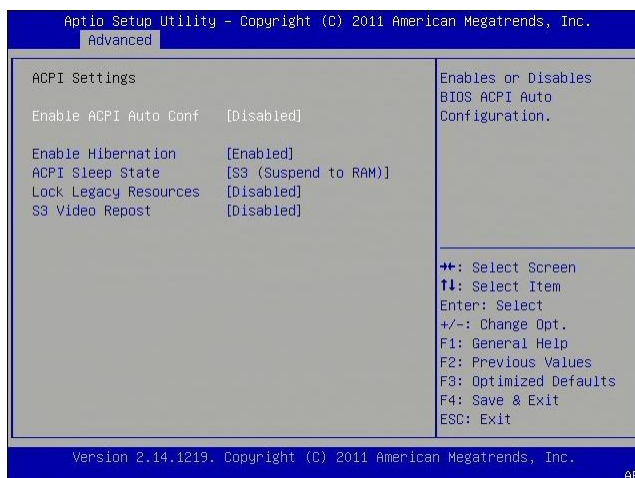 Aptio Setup Utility – Copyright (C) 2011 American Megatrends, Inc.
Advanced
ACPI Settings
Enable ACPI Auto Conf [Disabled]
Enable Hibernation [Enabled]
ACPI Sleep State [S3 (Suspend to RAM)]
Lock Legacy Resources [Disabled]
S3 Video Repost [Disabled]
Enables or Disables
BIOS ACPI Auto
Configuration.
→←: Select Screen
↑↓: Select Item
Enter: Select
+/-: Change Opt.
F1: General Help
F2: Previous Values
F3: Optimized Defaults
F4: Save & Exit
ESC: Exit
Version 2.14.1219. Copyright (C) 2011 American Megatrends, Inc.